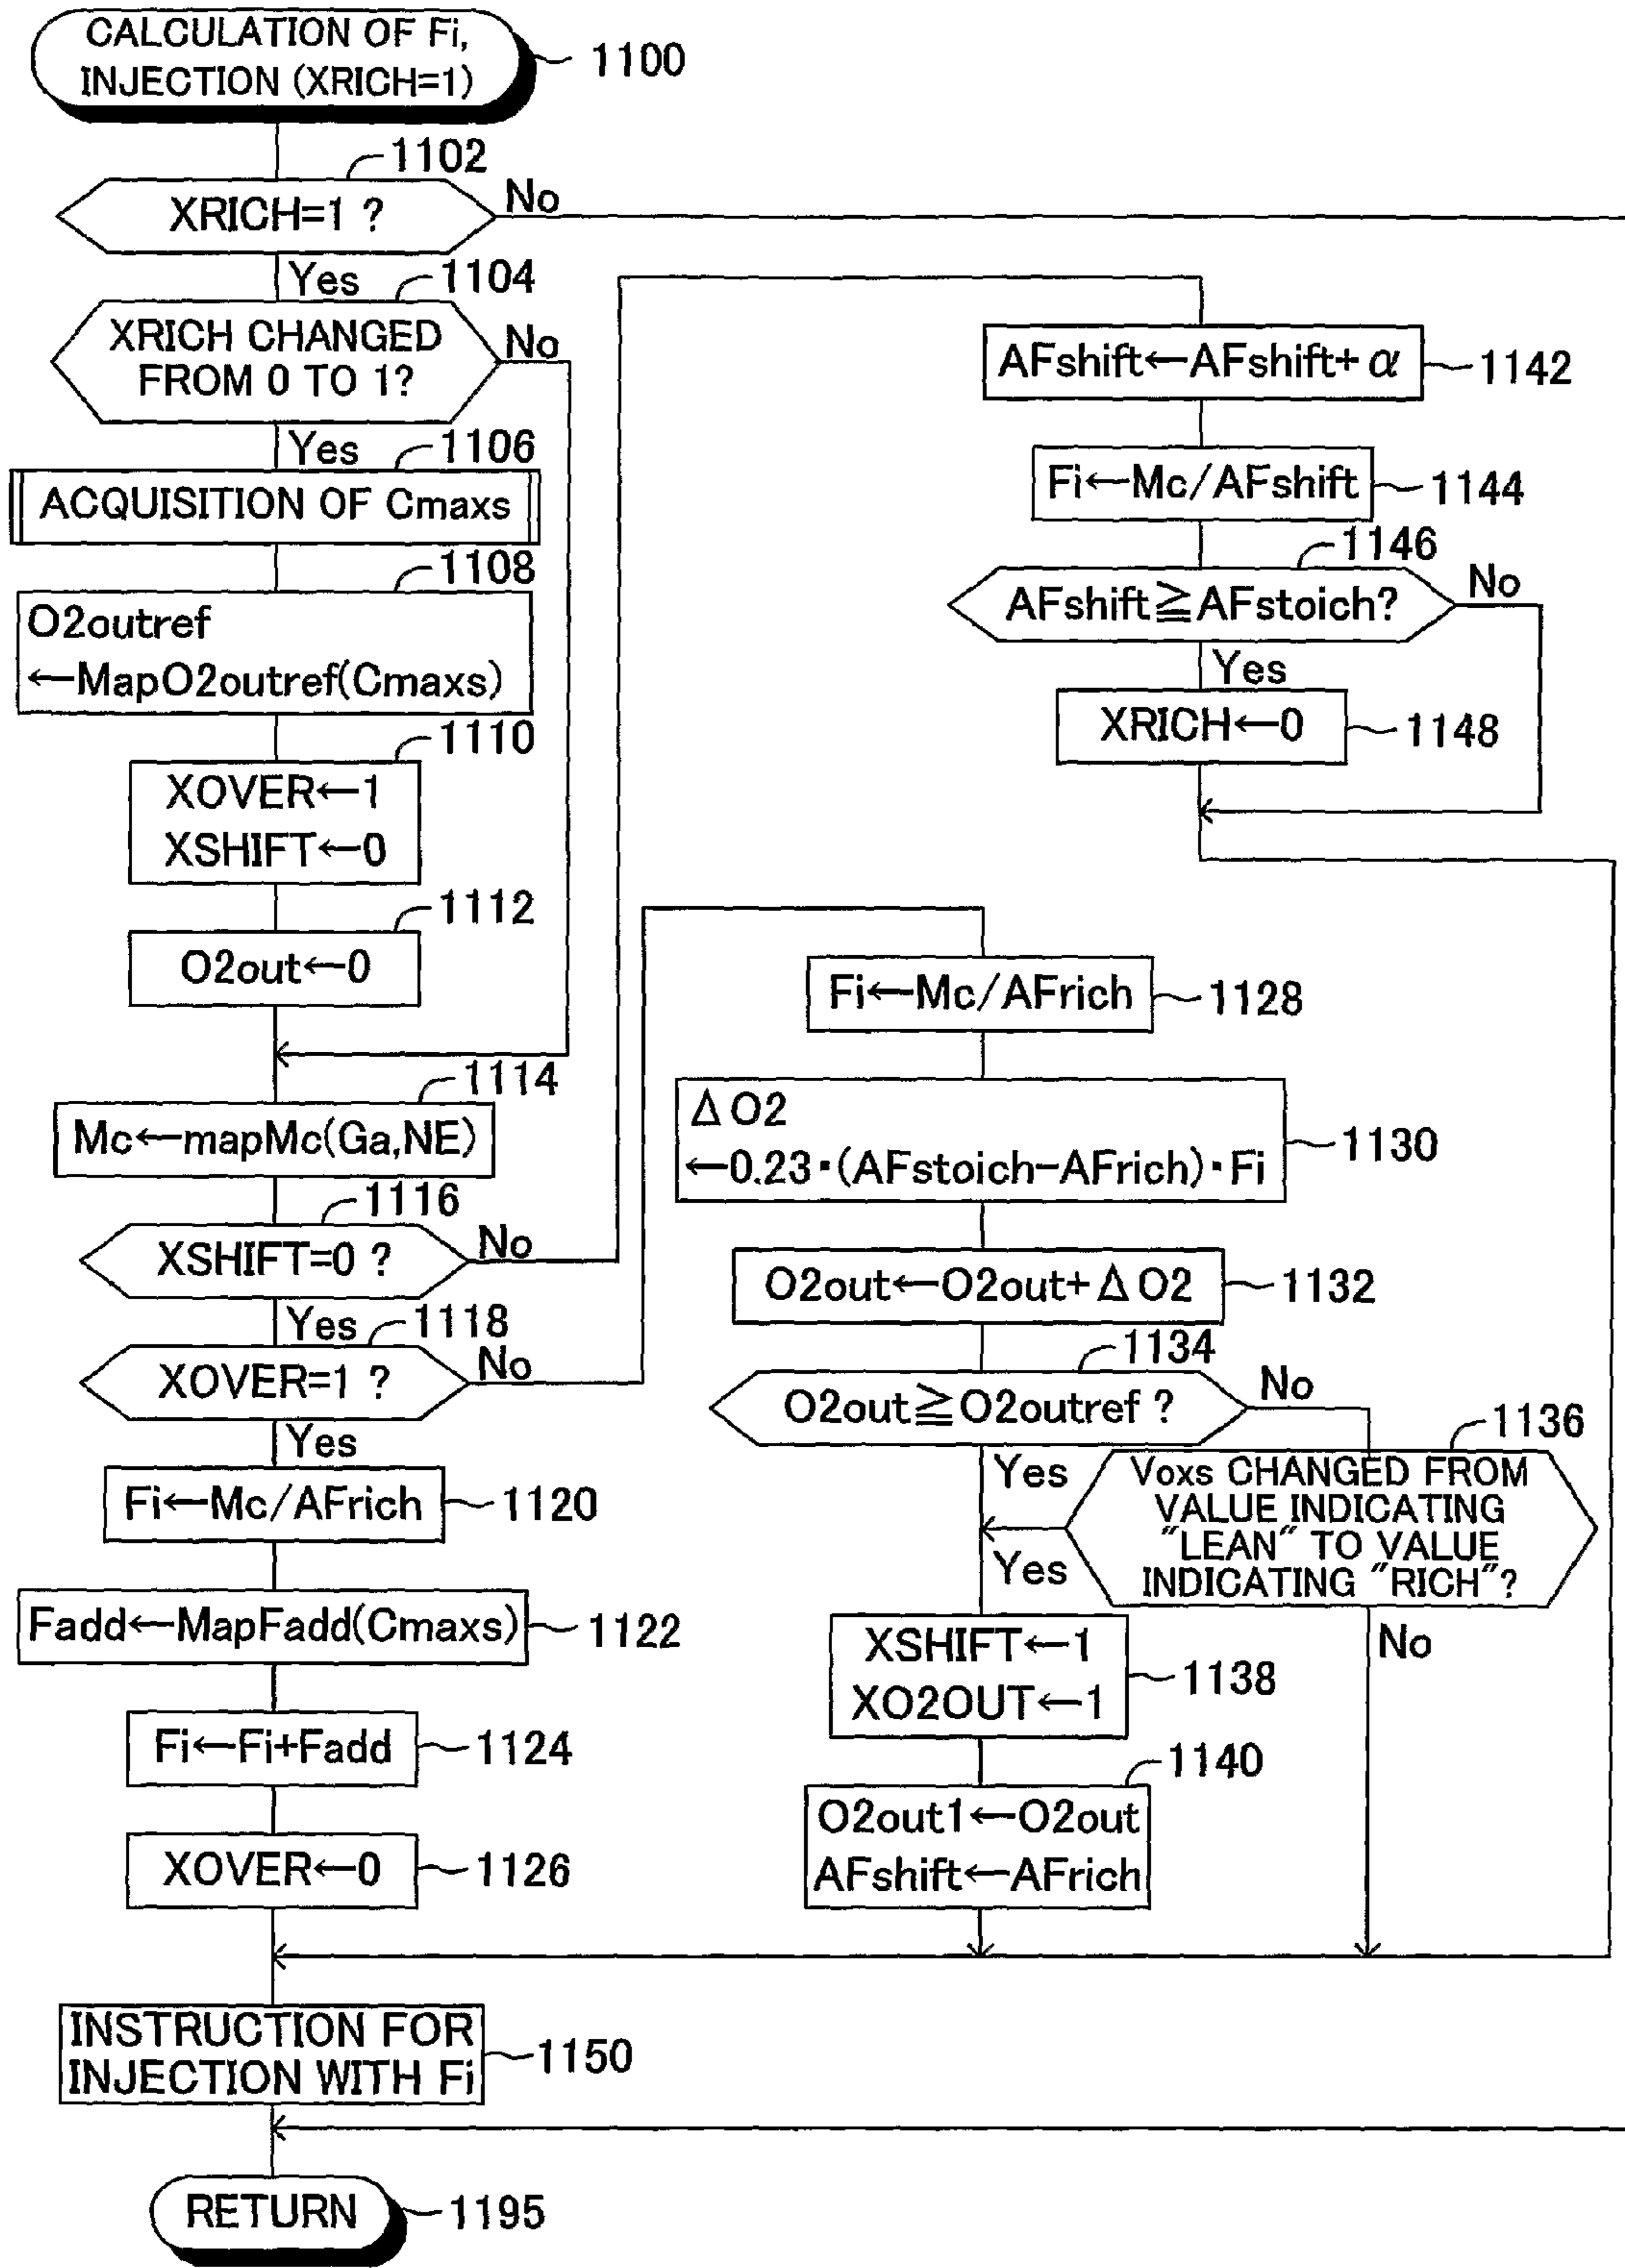 CALCULATION OF Fi,
INJECTION (XRICH=1)
1100
1102
XRICH=1 ?
No
Yes
1104
XRICH CHANGED
FROM 0 TO 1?
No
Yes
1106
ACQUISITION OF Cmaxs
1108
O2outref
←MapO2outref(Cmaxs)
1110
XOVER←1
XSHIFT←0
1112
O2out←0
1114
Mc←mapMc(Ga,NE)
1116
XSHIFT=0 ?
No
Yes
1118
XOVER=1 ?
No
Yes
Fi←Mc/AFrich
1120
Fadd←MapFadd(Cmaxs)
1122
Fi←Fi+Fadd
1124
XOVER←0
1126
Fi←Mc/AFrich
1128
ΔO2
←0.23・(AFstoich−AFrich)・Fi
1130
O2out←O2out+ΔO2
1132
1134
O2out≧O2outref ?
No
Yes
1136
Voxs CHANGED FROM
VALUE INDICATING
"LEAN" TO VALUE
INDICATING "RICH"?
Yes
No
XSHIFT←1
XO2OUT←1
1138
1140
O2out1←O2out
AFshift←AFrich
AFshift←AFshift+α
1142
Fi←Mc/AFshift
1144
1146
AFshift≧AFstoich?
No
Yes
XRICH←0
1148
INSTRUCTION FOR
INJECTION WITH Fi
1150
RETURN
1195